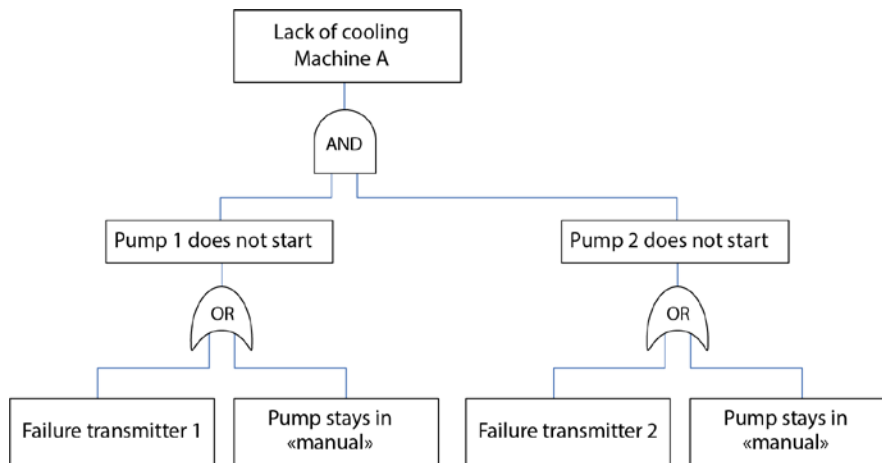 Lack of cooling
Machine A
AND
Pump 1 does not start
Pump 2 does not start
OR
OR
Failure transmitter 1
Pump stays in
«manual»
Failure transmitter 2
Pump stays in
«manual»